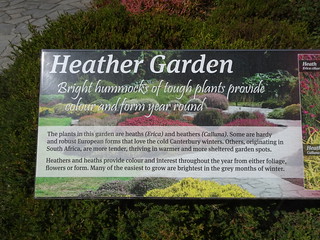 Heather Garden
Bright hummocks of tough plants provide
colour and form year round
The plants in this garden are heaths (Erica) and heathers (Calluna). Some are hardy
and robust European forms that love the cold Canterbury winters. Others, originating in
South Africa, are more tender, thriving in warmer and more sheltered garden spots.
Heathers and heaths provide colour and interest throughout the year from either foliage,
flowers or form. Many of the easiest to grow are brightest in the grey months of winter.
Heath